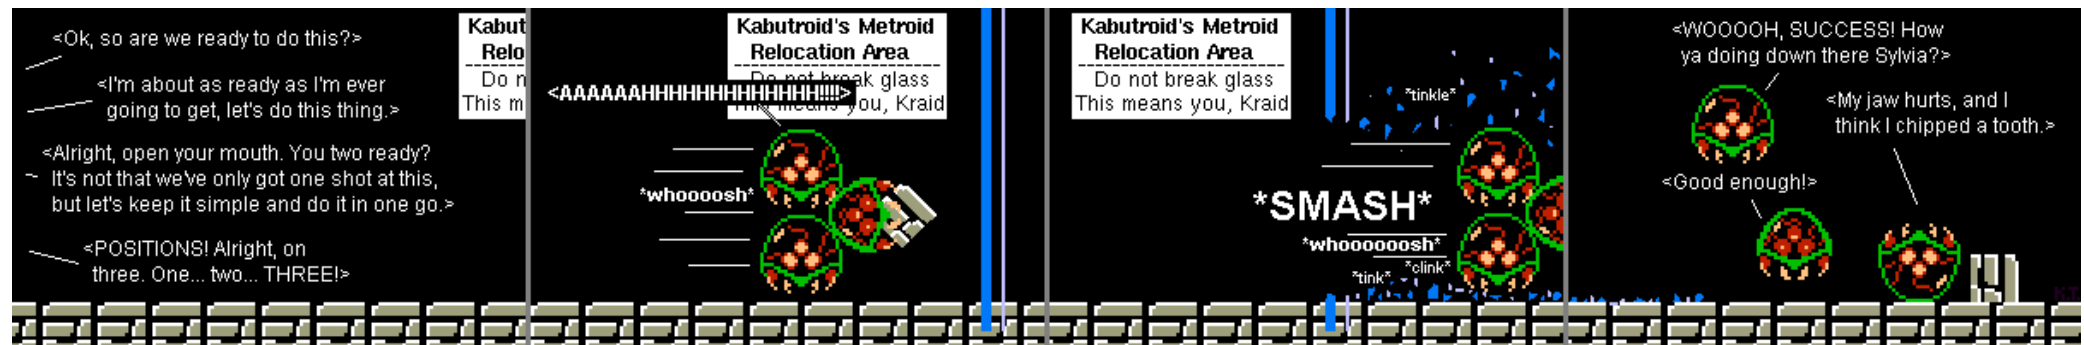 <Ok, so are we ready to do this?>
<I'm about as ready as I'm ever
going to get, let's do this thing.>
<Alright, open your mouth. You two ready?
It's not that we've only got one shot at this,
but let's keep it simple and do it in one go.>
<POSITIONS! Alright, on
three. One... two... THREE!>
Kabut
Relo
Do n
This m
Kabutroid's Metroid
Relocation Area
Do not break glass
This means you, Kraid
<AAAAAAHHHHHHHHHHHHHH!!!!>
*whoooosh*
Kabutroid's Metroid
Relocation Area
Do not break glass
This means you, Kraid
*tinkle*
*SMASH*
*whoooooosh*
*clink*
*tink*
<WOOOOH, SUCCESS! How
ya doing down there Sylvia?>
<My jaw hurts, and I
think I chipped a tooth.>
<Good enough!>